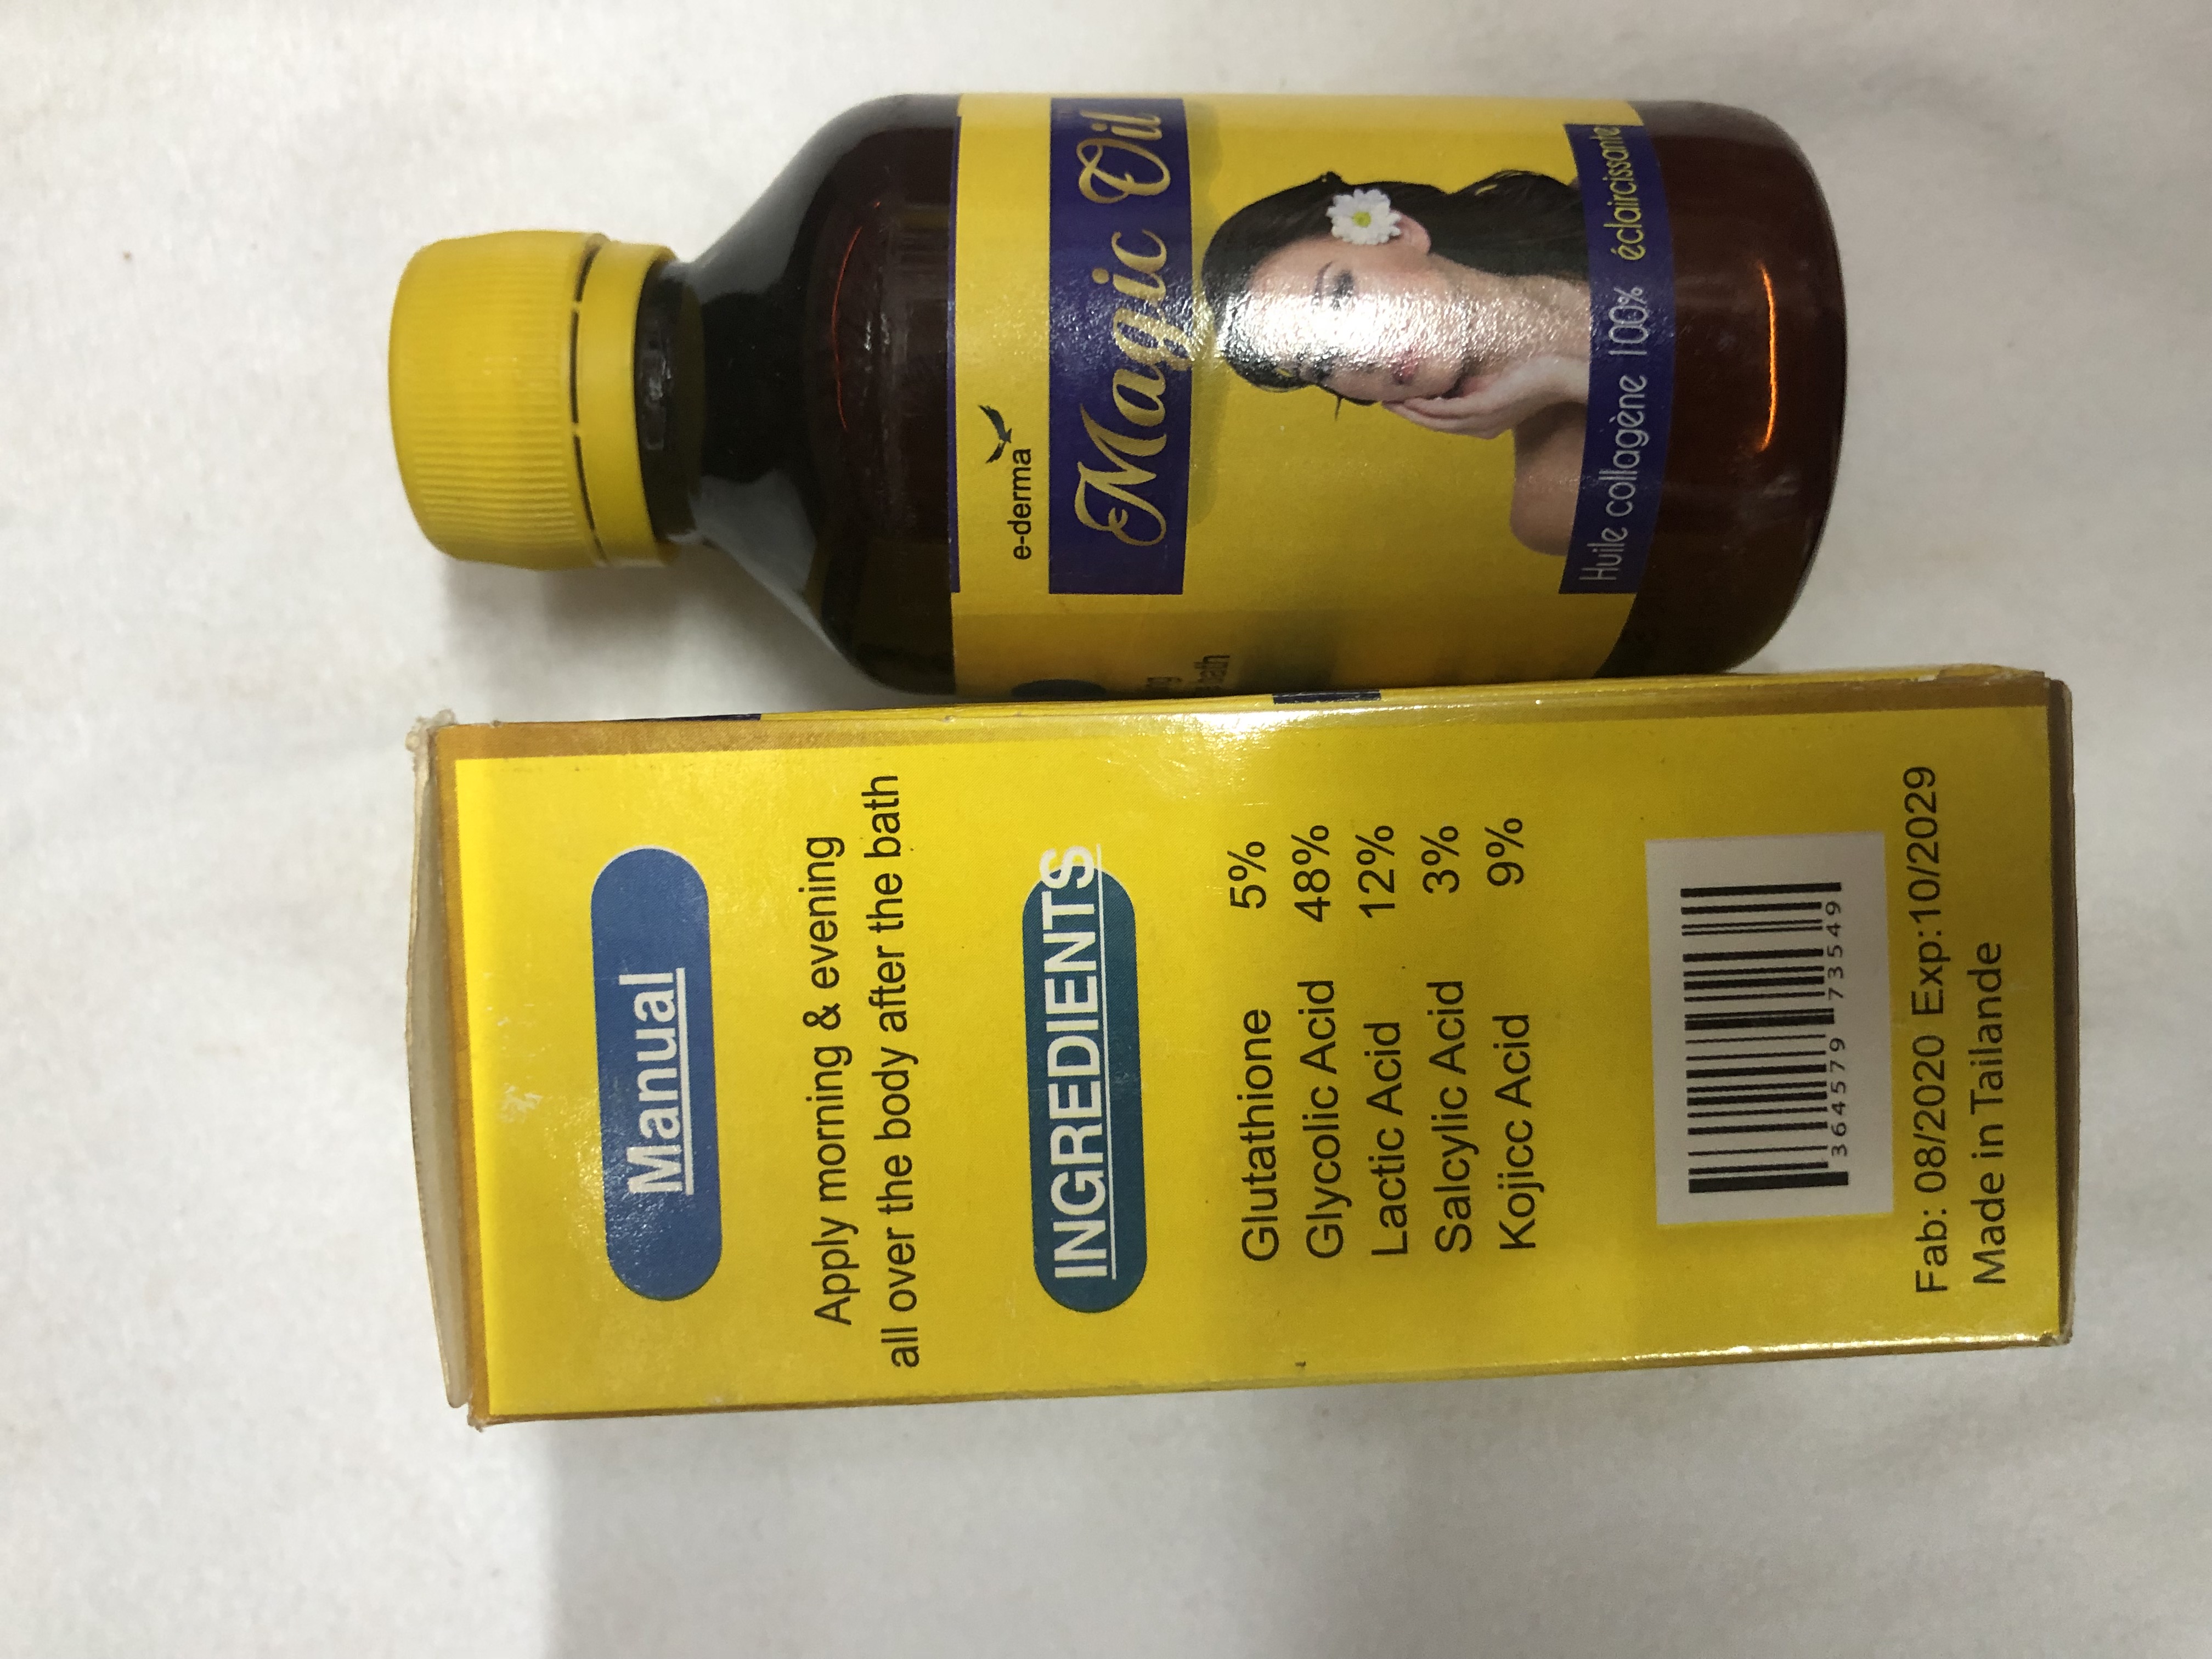 e-derma
Magic Oil
Huile collagène 100% éclaircissante
bath
Manual
Apply morning & evening
all over the body after the bath
INGREDIENTS
Glutathione 5%
Glycolic Acid 48%
Lactic Acid 12%
Salcylic Acid 3%
Kojicc Acid 9%
3 364579 73549
Fab: 08/2020 Exp:10/2029
Made in Tailande